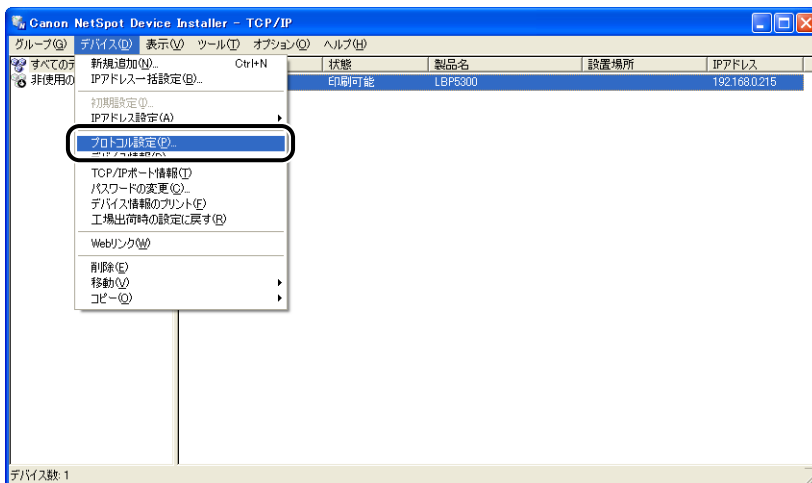 Canon NetSpot Device Installer - TCP/IP
グループ(G) デバイス(D) 表示(V) ツール(T) オプション(O) ヘルプ(H)
すべてのデ
非使用の
状態 製品名 設置場所 IPアドレス
印刷可能 LBP5300 192.168.0.215
新規追加(N)... Ctrl+N
IPアドレス一括設定(B)...
初期設定(I)...
IPアドレス設定(A)
プロトコル設定(P)...
TCP/IPポート情報(T)
パスワードの変更(C)...
デバイス情報のプリント(F)
工場出荷時の設定に戻す(R)
Webリンク(W)
削除(E)
移動(V)
コピー(O)
デバイス数: 1